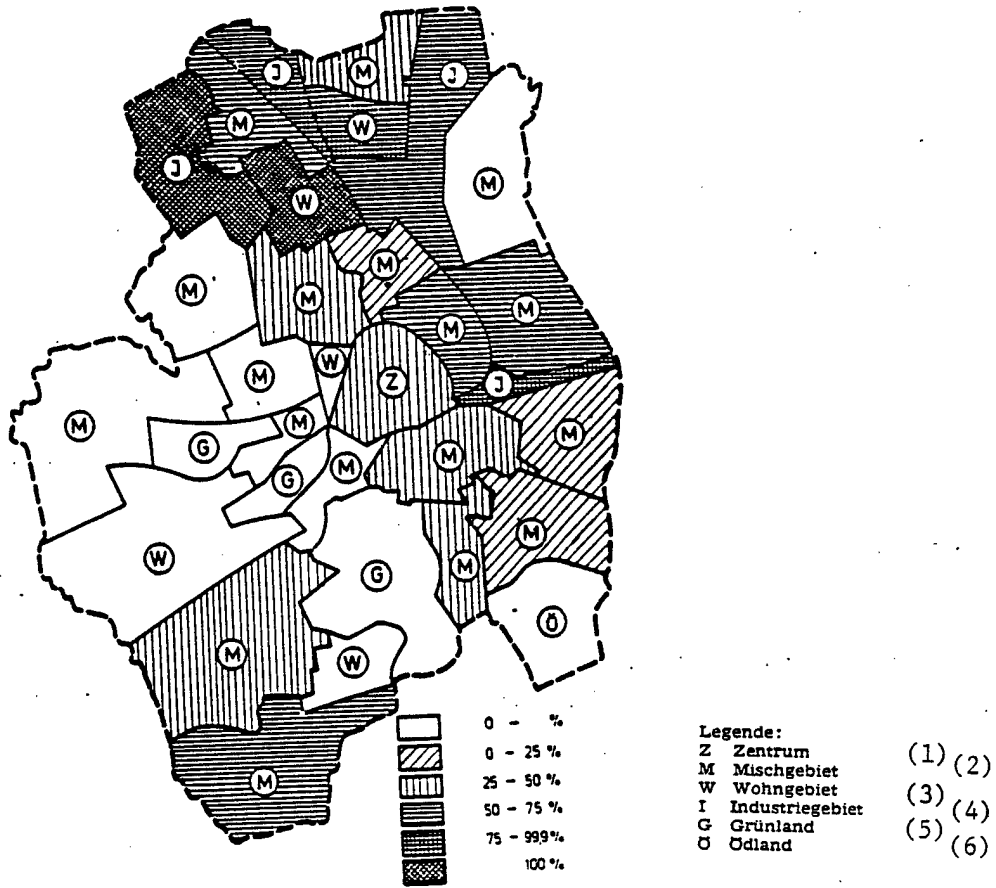 J M J
M W
J M
W
M
M M M
M
W
M Z J
M M M
G M M
G
M
W G M
Ö
M W
M
0 - %
0 - 25 %
25 - 50 %
50 - 75 %
75 - 99,9 %
100 %
Legende:
Z Zentrum (1)
M Mischgebiet (2)
W Wohngebiet (3)
I Industriegebiet (4)
G Grünland (5)
Ö Ödland (6)